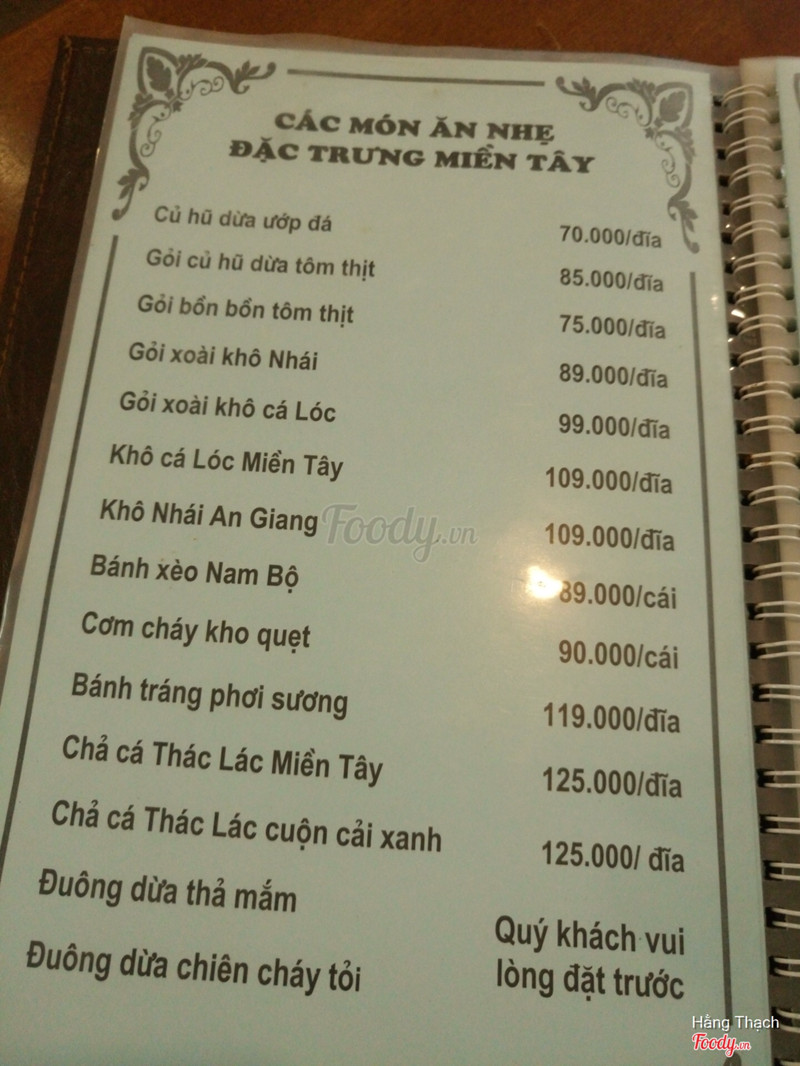 CÁC MÓN ĂN NHẸ
ĐẶC TRƯNG MIỀN TÂY
Củ hũ dừa ướp đá 70.000/đĩa
Gỏi củ hũ dừa tôm thịt 85.000/đĩa
Gỏi bồn bồn tôm thịt 75.000/đĩa
Gỏi xoài khô Nhái 89.000/đĩa
Gỏi xoài khô cá Lóc 99.000/đĩa
Khô cá Lóc Miền Tây 109.000/đĩa
Khô Nhái An Giang 109.000/đĩa
Foody.vn
Bánh xèo Nam Bộ 89.000/cái
Cơm cháy kho quẹt 90.000/cái
Bánh tráng phơi sương 119.000/đĩa
Chả cá Thác Lác Miền Tây 125.000/đĩa
Chả cá Thác Lác cuộn cải xanh 125.000/ đĩa
Đuông dừa thả mắm
Đuông dừa chiên cháy tỏi
Quý khách vui
lòng đặt trước
Hằng Thạch
Foody.vn